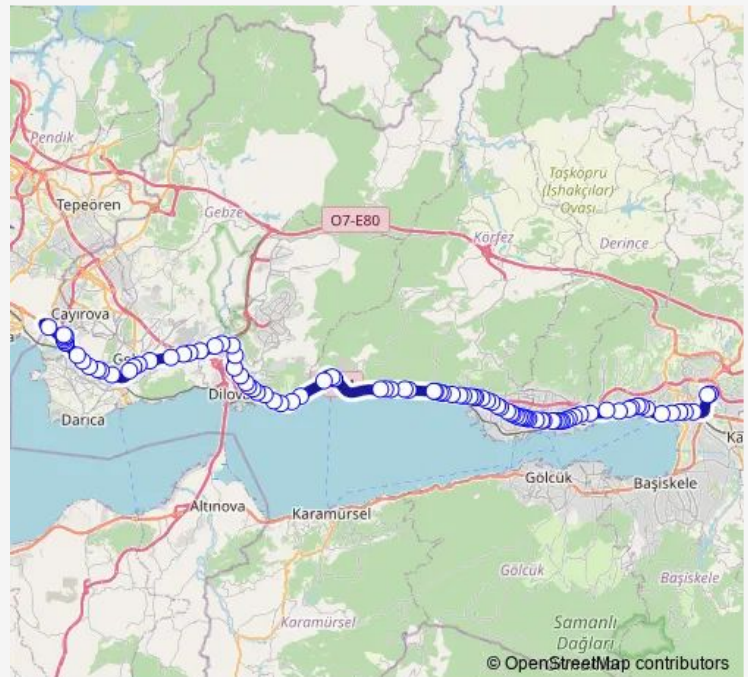 Pendik
Tepeören
Gebze
O7-E80
Taşköprü
(İshakçılar)
Ovası
Körfez
Derince
Çayırova
Darıca
Altınova
Karamürsel
Gölcük
Başiskele
Gölcük
Karamürsel
Başiskele
Samanlı
Dağları
© OpenStreetMap contributors